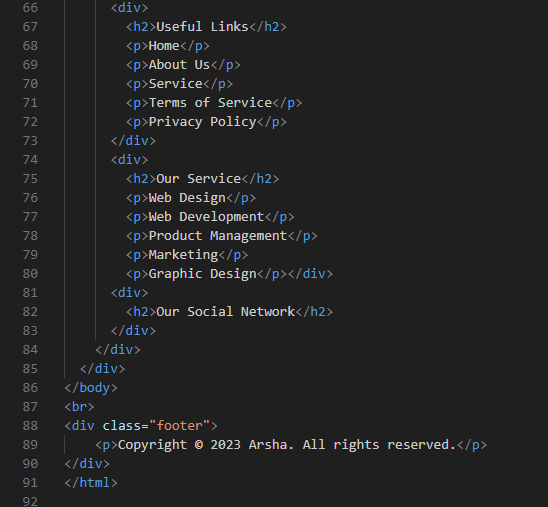 66 <div>
67 <h2>Useful Links</h2>
68 <p>Home</p>
69 <p>About Us</p>
70 <p>Service</p>
71 <p>Terms of Service</p>
72 <p>Privacy Policy</p>
73 </div>
74 <div>
75 <h2>Our Service</h2>
76 <p>Web Design</p>
77 <p>Web Development</p>
78 <p>Product Management</p>
79 <p>Marketing</p>
80 <p>Graphic Design</p></div>
81 <div>
82 <h2>Our Social Network</h2>
83 </div>
84 </div>
85 </div>
86 </body>
87 <br>
88 <div class="footer">
89 <p>Copyright © 2023 Arsha. All rights reserved.</p>
90 </div>
91 </html>
92